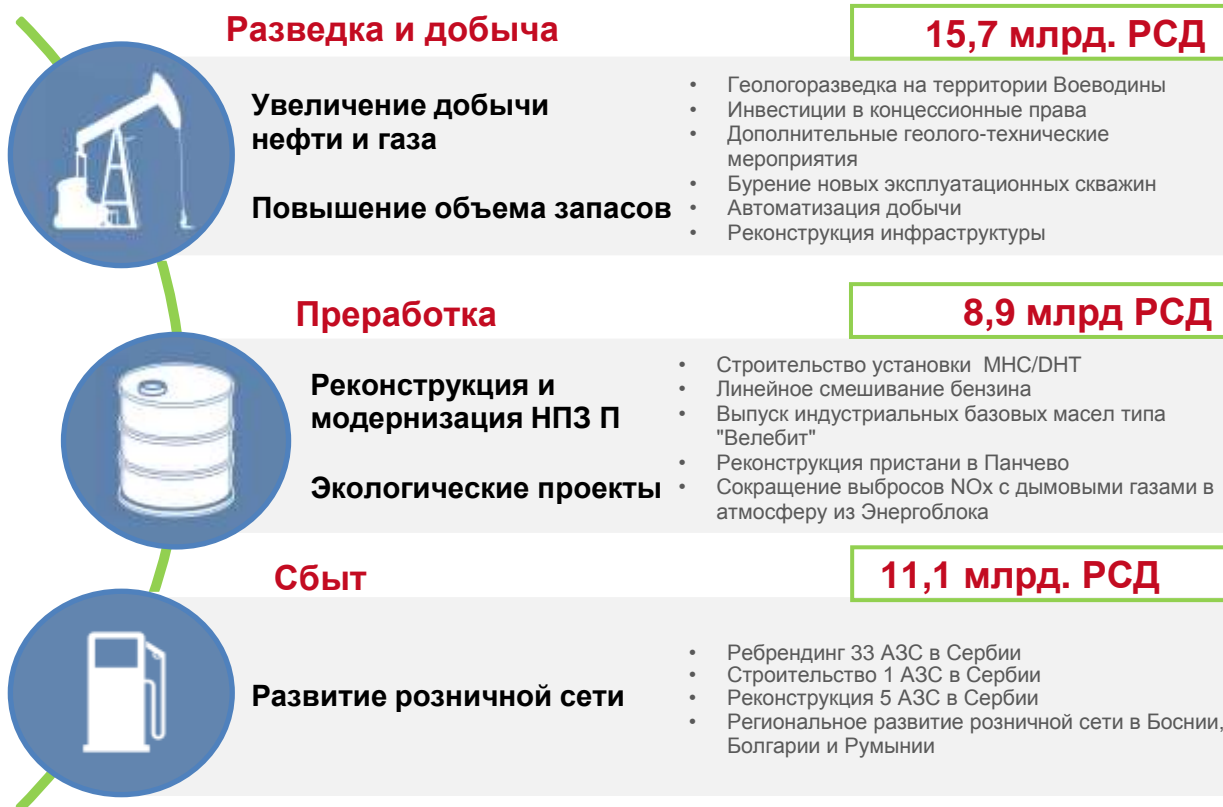 Разведка и добыча
15,7 млрд. РСД
Увеличение добычи
нефти и газа
Повышение объема запасов
• Геологоразведка на территории Воеводины
• Инвестиции в концессионные права
• Дополнительные геолого-технические
мероприятия
• Бурение новых эксплуатационных скважин
• Автоматизация добычи
• Реконструкция инфраструктуры
Преработка
8,9 млрд РСД
Реконструкция и
модернизация НПЗ П
Экологические проекты
• Строительство установки MHC/DHT
• Линейное смешивание бензина
• Выпуск индустриальных базовых масел типа
"Велебит"
• Реконструкция пристани в Панчево
• Сокращение выбросов NOx с дымовыми газами в
атмосферу из Энергоблока
Сбыт
11,1 млрд. РСД
Развитие розничной сети
• Ребрендинг 33 АЗС в Сербии
• Строительство 1 АЗС в Сербии
• Реконструкция 5 АЗС в Сербии
• Региональное развитие розничной сети в Боснии,
Болгарии и Румынии